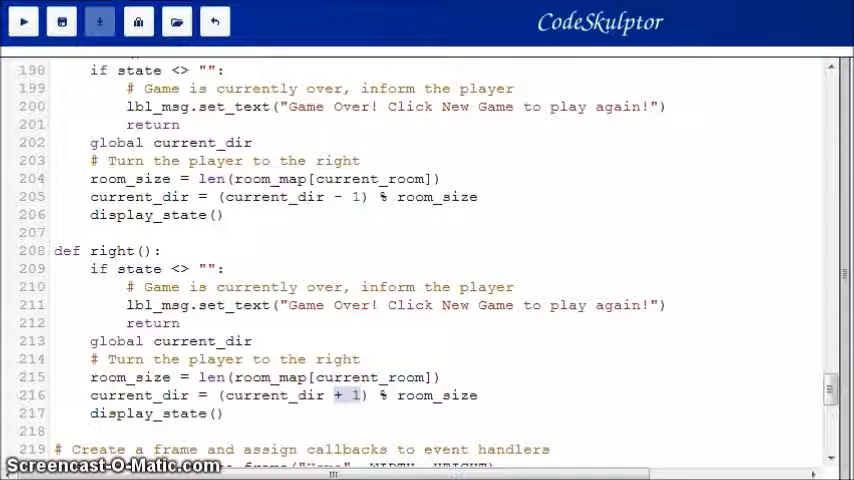 CodeSkulptor
198 if state <> "":
199 # Game is currently over, inform the player
200 lbl_msg.set_text("Game Over! Click New Game to play again!")
201 return
202 global current_dir
203 # Turn the player to the right
204 room_size = len(room_map[current_room])
205 current_dir = (current_dir - 1) % room_size
206 display_state()
207
208 def right():
209 if state <> "":
210 # Game is currently over, inform the player
211 lbl_msg.set_text("Game Over! Click New Game to play again!")
212 return
213 global current_dir
214 # Turn the player to the right
215 room_size = len(room_map[current_room])
216 current_dir = (current_dir + 1) % room_size
217 display_state()
218
219 # Create a frame and assign callbacks to event handlers
Screencast-O-Matic.com